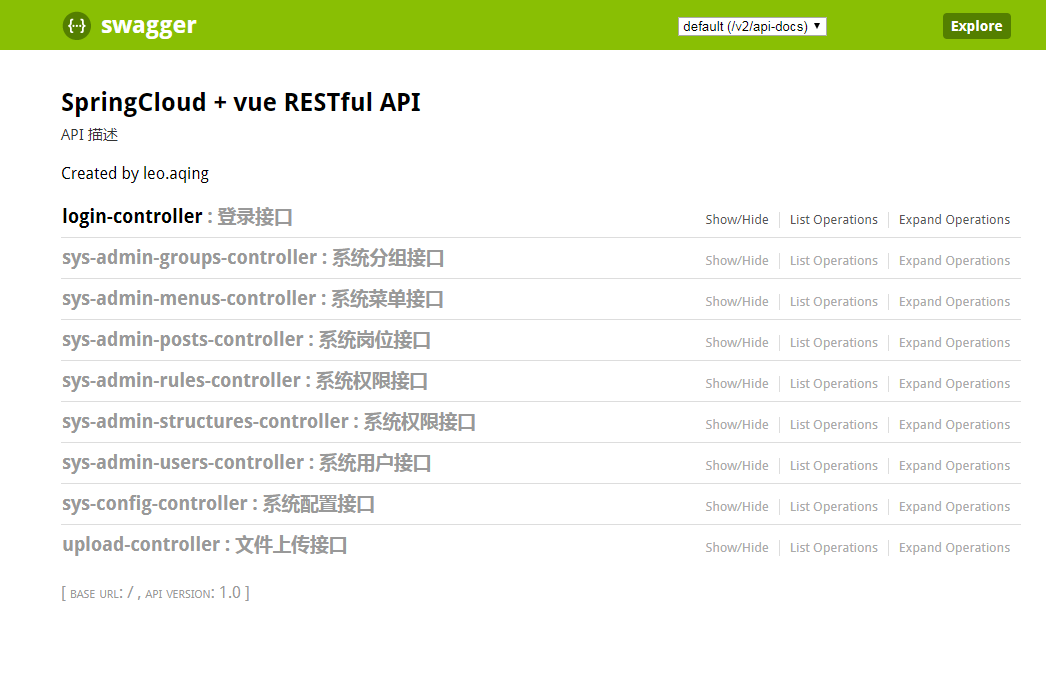 {··} swagger default (/v2/api-docs) ▼ Explore
SpringCloud + vue RESTful API
API 描述
Created by leo.aqing
login-controller : 登录接口 Show/Hide List Operations Expand Operations
sys-admin-groups-controller : 系统分组接口 Show/Hide List Operations Expand Operations
sys-admin-menus-controller : 系统菜单接口 Show/Hide List Operations Expand Operations
sys-admin-posts-controller : 系统岗位接口 Show/Hide List Operations Expand Operations
sys-admin-rules-controller : 系统权限接口 Show/Hide List Operations Expand Operations
sys-admin-structures-controller : 系统权限接口 Show/Hide List Operations Expand Operations
sys-admin-users-controller : 系统用户接口 Show/Hide List Operations Expand Operations
sys-config-controller : 系统配置接口 Show/Hide List Operations Expand Operations
upload-controller : 文件上传接口 Show/Hide List Operations Expand Operations
[ BASE URL: / , API VERSION: 1.0 ]